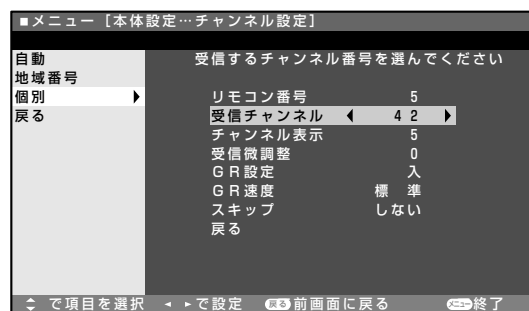 ■メニュー [本体設定…チャンネル設定]
自動
地域番号
個別
戻る
受信するチャンネル番号を選んでください
リモコン番号 5
受信チャンネル 42
チャンネル表示 5
受信微調整 0
GR設定 入
GR速度 標準
スキップ しない
戻る
で項目を選択 で設定 戻る 前画面に戻る メニュー 終了